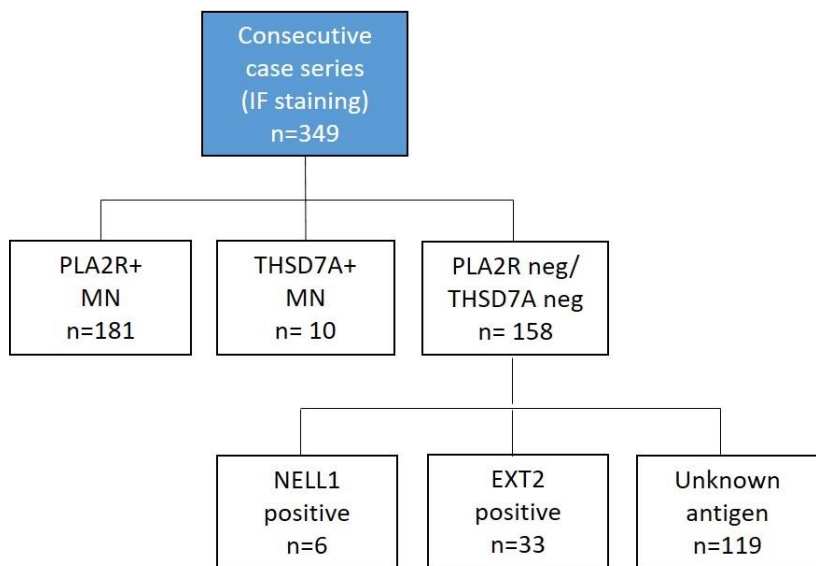 Consecutive
case series
(IF staining)
n=349
PLA2R+
MN
n=181
THSD7A+
MN
n= 10
PLA2R neg/
THSD7A neg
n= 158
NELL1
positive
n=6
EXT2
positive
n=33
Unknown
antigen
n=119